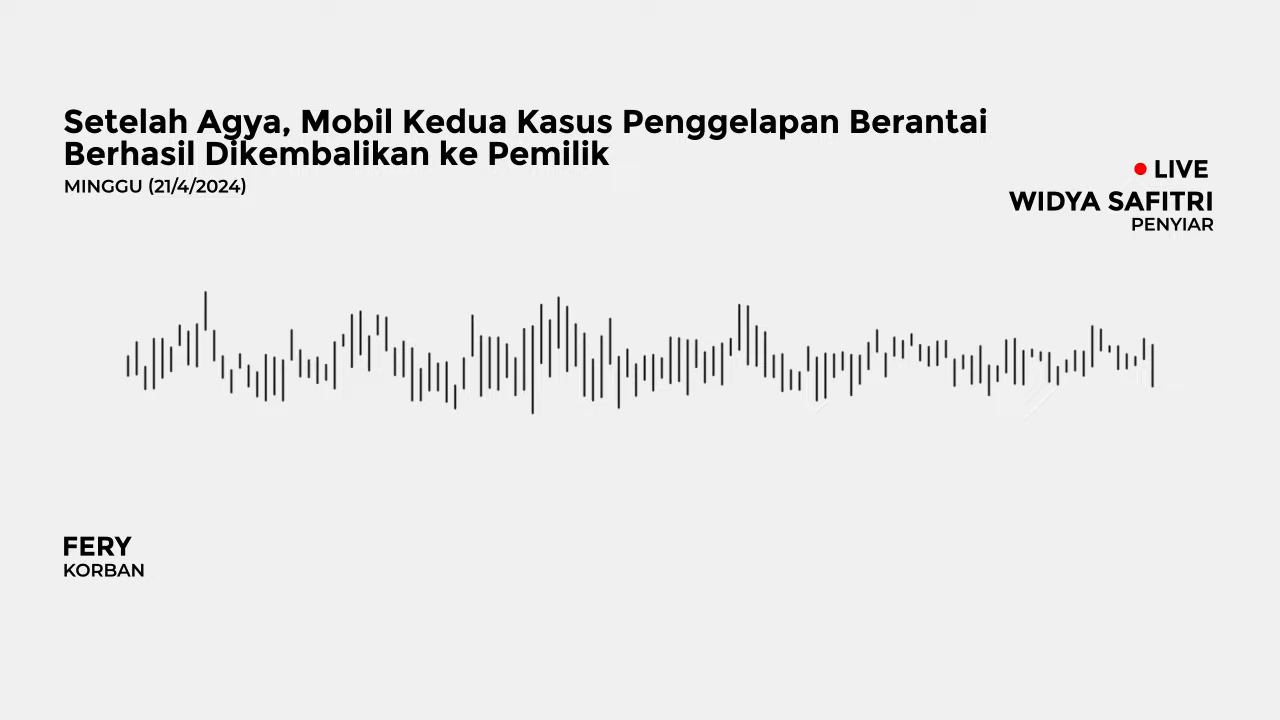 Setelah Agya, Mobil Kedua Kasus Penggelapan Berantai
Berhasil Dikembalikan ke Pemilik
MINGGU (21/4/2024)
LIVE
WIDYA SAFITRI
PENYIAR
FERY
KORBAN